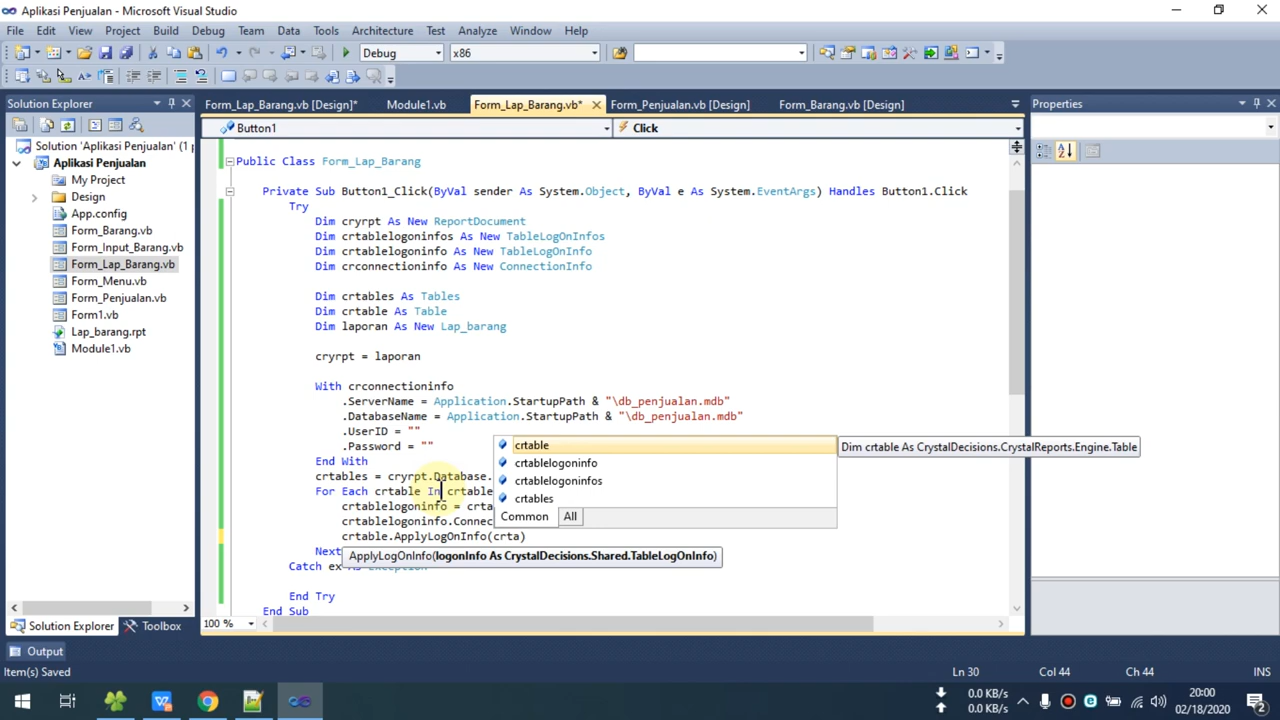 Aplikasi Penjualan - Microsoft Visual Studio
File Edit View Project Build Debug Team Data Tools Architecture Test Analyze Window Help
Debug x86
Solution Explorer
Form_Lap_Barang.vb [Design]* Module1.vb Form_Lap_Barang.vb* Form_Penjualan.vb [Design] Form_Barang.vb [Design]
Properties
Button1 Click
Solution 'Aplikasi Penjualan' (1 p
Aplikasi Penjualan
My Project
Design
App.config
Form_Barang.vb
Form_Input_Barang.vb
Form_Lap_Barang.vb
Form_Menu.vb
Form_Penjualan.vb
Form1.vb
Lap_barang.rpt
Module1.vb
Public Class Form_Lap_Barang
Private Sub Button1_Click(ByVal sender As System.Object, ByVal e As System.EventArgs) Handles Button1.Click
Try
Dim cryrpt As New ReportDocument
Dim crtablelogoninfos As New TableLogOnInfos
Dim crtablelogoninfo As New TableLogOnInfo
Dim crconnectioninfo As New ConnectionInfo
Dim crtables As Tables
Dim crtable As Table
Dim laporan As New Lap_barang
cryrpt = laporan
With crconnectioninfo
.ServerName = Application.StartupPath & "\db_penjualan.mdb"
.DatabaseName = Application.StartupPath & "\db_penjualan.mdb"
.UserID = ""
.Password = ""
End With
crtables = cryrpt.Database.
For Each crtable In crtable
crtablelogoninfo = crta
crtablelogoninfo.Connec
crtable.ApplyLogOnInfo(crta)
Next
Catch ex As Exception
End Try
End Sub
crtable
crtablelogoninfo
crtablelogoninfos
crtables
Common All
Dim crtable As CrystalDecisions.CrystalReports.Engine.Table
ApplyLogOnInfo(logonInfo As CrystalDecisions.Shared.TableLogOnInfo)
100 %
Solution Explorer Toolbox
Output
Item(s) Saved Ln 30 Col 44 Ch 44 INS
0.0 KB/s
0.0 KB/s
20:00
02/18/2020
2